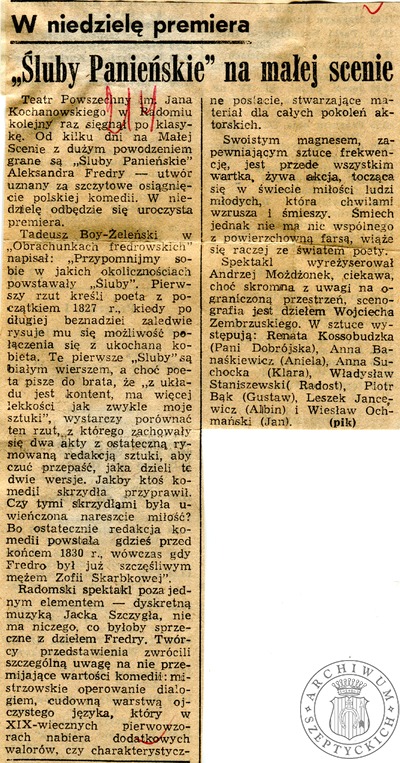 W niedzielę premiera
„Śluby Panieńskie” na małej scenie
Teatr Powszechny im. Jana
Kochanowskiego w Radomiu
kolejny raz sięgnął po klasy-
kę. Od kilku dni na Małej
Scenie z dużym powodzeniem
grane są „Śluby Panieńskie”
Aleksandra Fredry — utwór
uznany za szczytowe osiągnię-
cie polskiej komedii. W nie-
dzielę odbędzie się uroczysta
premiera.
Tadeusz Boy-Zeleński w
„Obrachunkach fredrowskich”
napisał: „Przypomnijmy so-
bie w jakich okolicznościach
powstawały „Śluby”. Pierw-
szy rzut kreśli poeta z po-
czątkiem 1827 r., kiedy po
długiej beznadziei zaledwie
rysuje mu się możliwość po-
łączenia się z ukochaną ko-
bieta. Te pierwsze „Śluby” są
białym wierszem, a choć poe-
ta pisze do brata, że „z ukła-
du jest kontent, ma więcej
lekkości jak zwykle moje
sztuki”, wystarczy porównać
ten rzut, z którego zachowały
się dwa akty z ostateczną ry-
mowaną redakcją sztuki, aby
czuć przepaść, jaka dzieli te
dwie wersje. Jakby ktoś ko-
medii skrzydła przyprawił.
Czy tymi skrzydłami była u-
wieńczona nareszcie miłość?
Bo ostatecznie redakcja ko-
medii powstała gdzieś przed
końcem 1830 r., wówczas gdy
Fredro był już szczęśliwym
mężem Zofii Skarbkowej”.
Radomski spektakl poza jed-
nym elementem — dyskretną
muzyką Jacka Szczygła, nie
ma niczego, co byłoby sprze-
czne z dziełem Fredry. Twór-
cy przedstawienia zwrócili
szczególną uwagę na nie prze-
mijające wartości komedii: mi-
strzowskie operowanie dialo-
giem, cudowną warstwą oj-
czystego języka, który w
XIX-wiecznych pierwowzo-
rach nabiera dodatkowych
walorów, czy charakterystycz-
ne postacie, stwarzające ma-
teriał dla całych pokoleń ak-
torskich.
Swoistym magnesem, za-
pewniającym sztuce frekwen-
cję, jest przede wszystkim
wartka, żywa akcja, tocząca
się w świecie miłości ludzi
młodych, która chwilami
wzrusza i śmieszy. Śmiech
jednak nie ma nic wspólnego
z powierzchowną farsą, wiąże
się raczej ze światem poety.
Spektakl wyreżyserował
Andrzej Możdżonek, ciekawa,
choć skromna z uwagi na o-
graniczoną przestrzeń, sceno-
grafia jest dziełem Wojciecha
Zembrzuskiego. W sztuce wy-
stępują: Renata Kossobudzka
(Pani Dobrójska), Anna Ba-
naśkiewicz (Aniela), Anna Su-
chocka (Klara), Władysław
Staniszewski( Radost), Piotr
Bąk (Gustaw), Leszek Jance-
wicz (Albin) i Wiesław Och-
mański (Jan). (pik)
ARCHIWUM
SZEPTYCKICH